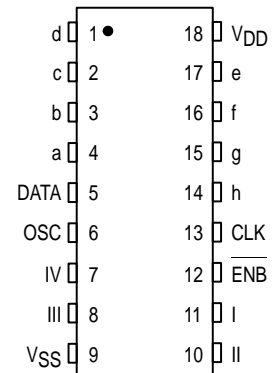 d 1 18 VDD
c 2 17 e
b 3 16 f
a 4 15 g
DATA 5 14 h
OSC 6 13 CLK
IV 7 12 ENB
III 8 11 I
VSS 9 10 II